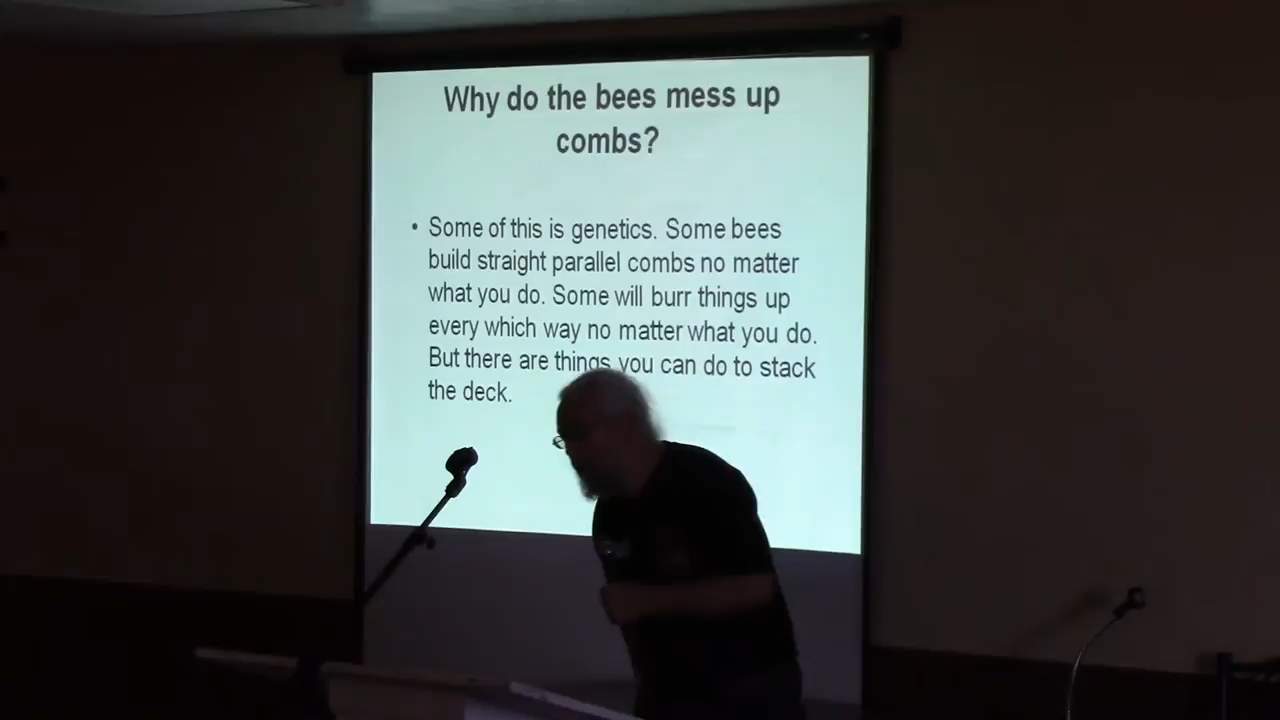 Why do the bees mess up
combs?
• Some of this is genetics. Some bees
build straight parallel combs no matter
what you do. Some will burr things up
every which way no matter what you do.
But there are things you can do to stack
the deck.